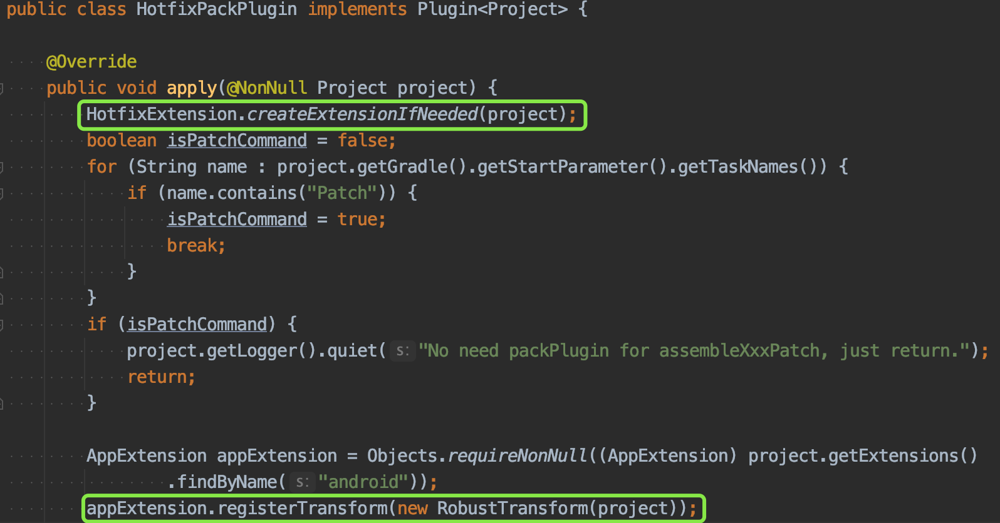 public class HotfixPackPlugin implements Plugin<Project> {
@Override
public void apply(@NonNull Project project) {
HotfixExtension.createExtensionIfNeeded(project);
boolean isPatchCommand = false;
for (String name : project.getGradle().getStartParameter().getTaskNames()) {
if (name.contains("Patch")) {
isPatchCommand = true;
break;
}
}
if (isPatchCommand) {
project.getLogger().quiet( s: "No need packPlugin for assembleXxxPatch, just return.");
return;
}
AppExtension appExtension = Objects.requireNonNull((AppExtension) project.getExtensions()
.findByName( s: "android"));
appExtension.registerTransform(new RobustTransform(project));